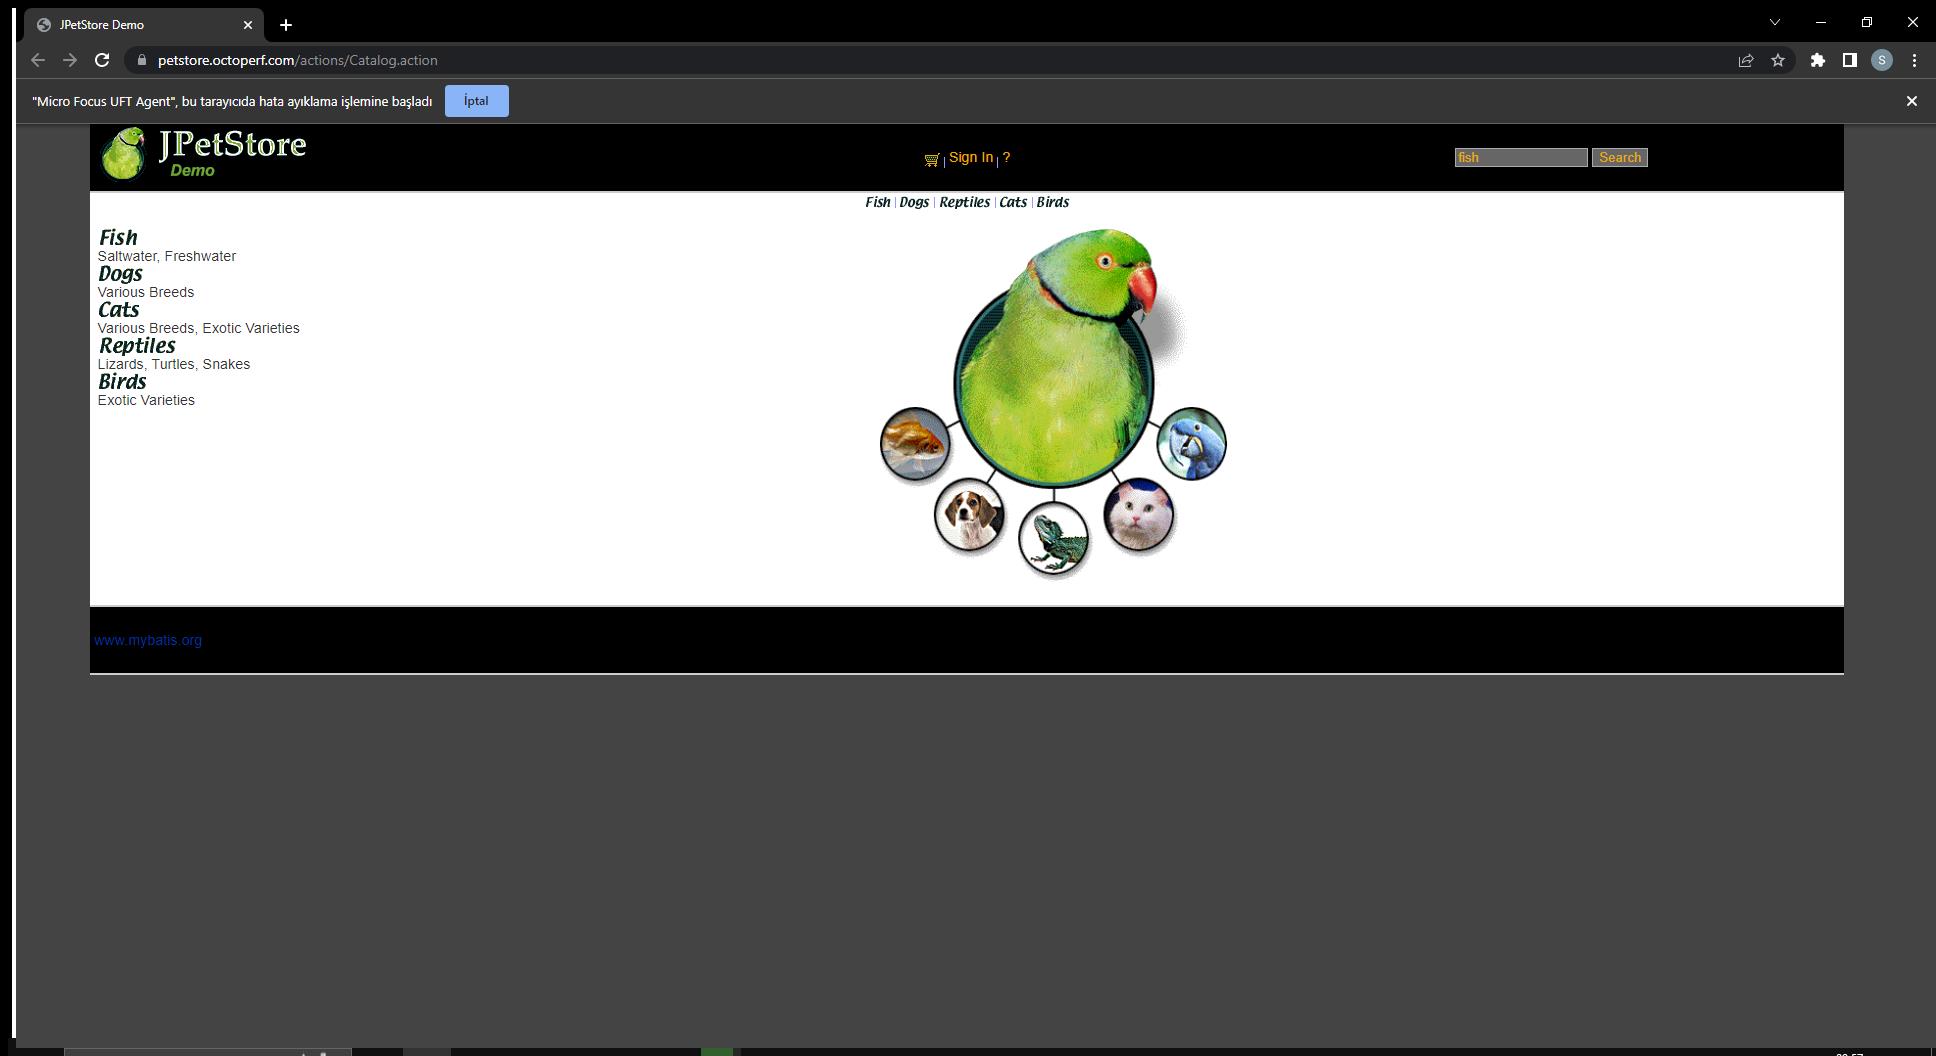 JPetStore Demo
petstore.octoperf.com/actions/Catalog.action
S
"Micro Focus UFT Agent", bu tarayıcıda hata ayıklama işlemine başladı İptal
JPetStore
Demo
Sign In | ? fish Search
Fish | Dogs | Reptiles | Cats | Birds
Fish
Saltwater, Freshwater
Dogs
Various Breeds
Cats
Various Breeds, Exotic Varieties
Reptiles
Lizards, Turtles, Snakes
Birds
Exotic Varieties
www.mybatis.org